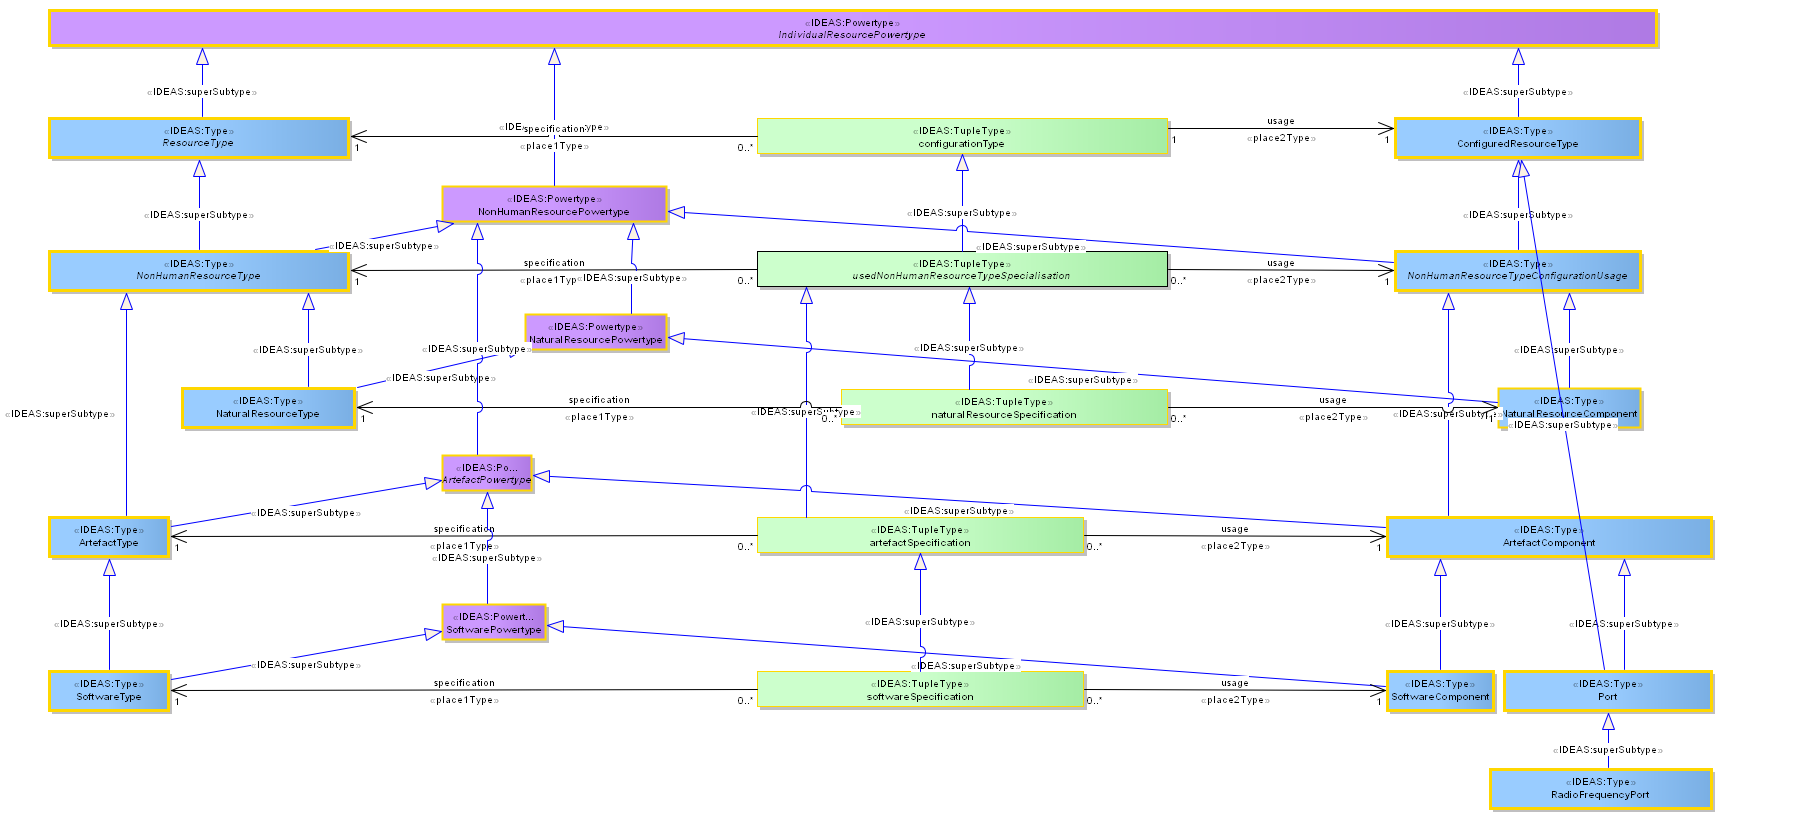 «IDEAS:Powertype»
IndividualResourcePowertype
«IDEAS:superSubtype»
«IDEAS:superSubtype»
«IDEAS:Type»
ResourceType
specification
«place1Type»
1
0..*
«IDEAS:TupleType»
configurationType
usage
«place2Type»
1
1
«IDEAS:Type»
ConfiguredResourceType
«IDEAS:superSubtype»
«IDEAS:Powertype»
NonHumanResourcePowertype
«IDEAS:superSubtype»
«IDEAS:superSubtype»
«IDEAS:superSubtype»
«IDEAS:superSubtype»
«IDEAS:Type»
NonHumanResourceType
specification
1
0..*
«IDEAS:superSubtype»
«IDEAS:TupleType»
usedNonHumanResourceTypeSpecialisation
usage
«place2Type»
0..*
1
«IDEAS:Type»
NonHumanResourceTypeConfigurationUsage
«IDEAS:Powertype»
NaturalResourcePowertype
«IDEAS:superSubtype»
«IDEAS:superSubtype»
«IDEAS:superSubtype»
«IDEAS:superSubtype»
«IDEAS:superSubtype»
«IDEAS:superSubtype»
«IDEAS:Type»
NaturalResourceType
specification
«place1Type»
1
0..*
«IDEAS:TupleType»
naturalResourceSpecification
usage
«place2Type»
0..*
1
«IDEAS:Type»
NaturalResourceComponent
«IDEAS:superSubtype»
«IDEAS:superSubtype»
«IDEAS:superSubtype»
«IDEAS:Po...
ArtefactPowertype
«IDEAS:superSubtype»
«IDEAS:superSubtype»
«IDEAS:Type»
ArtefactType
specification
«place1Type»
1
0..*
«IDEAS:superSubtype»
«IDEAS:TupleType»
artefactSpecification
usage
«place2Type»
0..*
1
«IDEAS:Type»
ArtefactComponent
«IDEAS:Powert...
SoftwarePowertype
«IDEAS:superSubtype»
«IDEAS:superSubtype»
«IDEAS:superSubtype»
«IDEAS:superSubtype»
«IDEAS:superSubtype»
«IDEAS:superSubtype»
«IDEAS:Type»
SoftwareType
specification
«place1Type»
1
0..*
«IDEAS:TupleType»
softwareSpecification
usage
«place2Type»
0..*
1
«IDEAS:Type»
SoftwareComponent
«IDEAS:Type»
Port
«IDEAS:superSubtype»
«IDEAS:Type»
RadioFrequencyPort